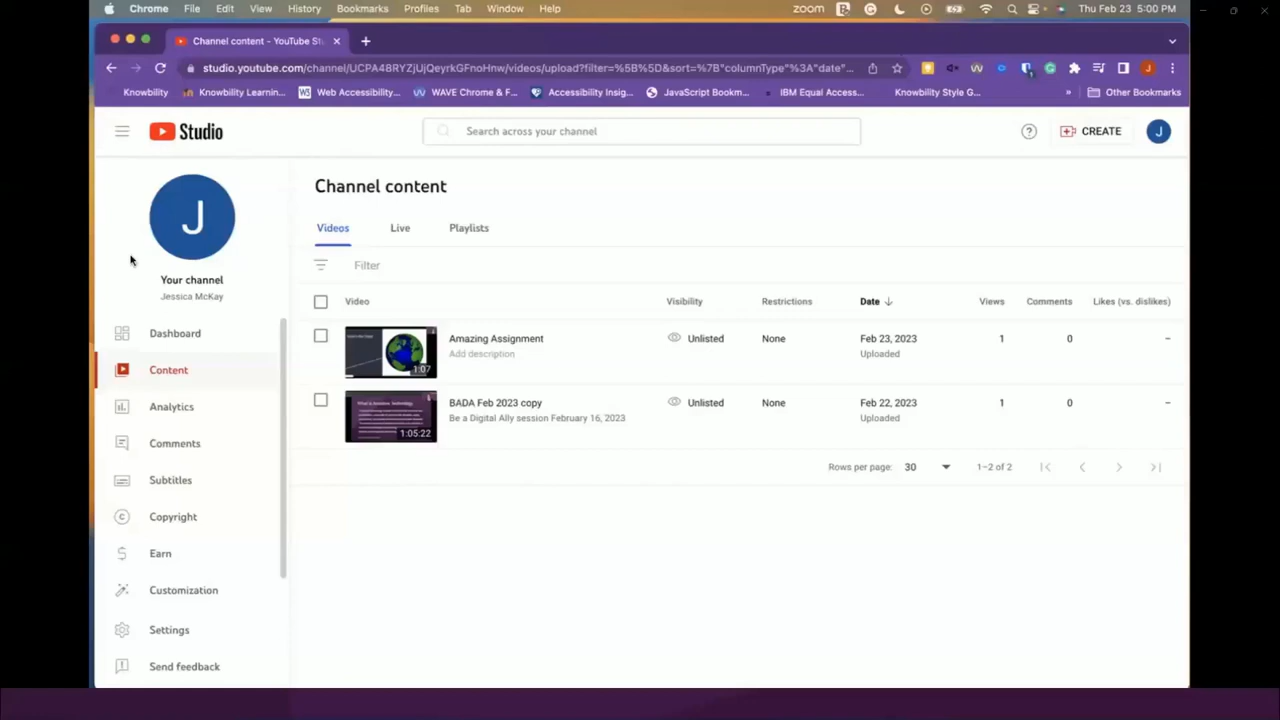 Chrome File Edit View History Bookmarks Profiles Tab Window Help zoom Thu Feb 23 5:00 PM
Channel content - YouTube St
studio.youtube.com/channel/UCPA48RYZjUjQeyrkGFnoHnw/videos/upload?filter=%5B%5D&sort=%7B"columnType"%3A"date"...
Knowbility Knowbility Learnin... Web Accessibility... WAVE Chrome & F... Accessibility Insig... JavaScript Bookm... IBM Equal Access... Knowbility Style G... » Other Bookmarks
Studio Search across your channel CREATE J
J
Your channel
Jessica McKay
Dashboard
Content
Analytics
Comments
Subtitles
Copyright
Earn
Customization
Settings
Send feedback
Channel content
Videos Live Playlists
Filter
Video Visibility Restrictions Date Views Comments Likes (vs. dislikes)
Amazing Assignment Unlisted None Feb 23, 2023 1 0 –
Add description Uploaded
1:07
BADA Feb 2023 copy Unlisted None Feb 22, 2023 1 0 –
Be a Digital Ally session February 16, 2023 Uploaded
1:05:22
Rows per page: 30 1–2 of 2